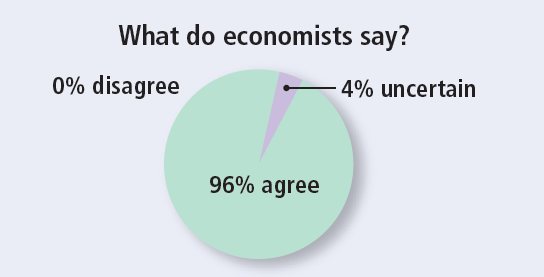 What do economists say?
0% disagree
4% uncertain
96% agree